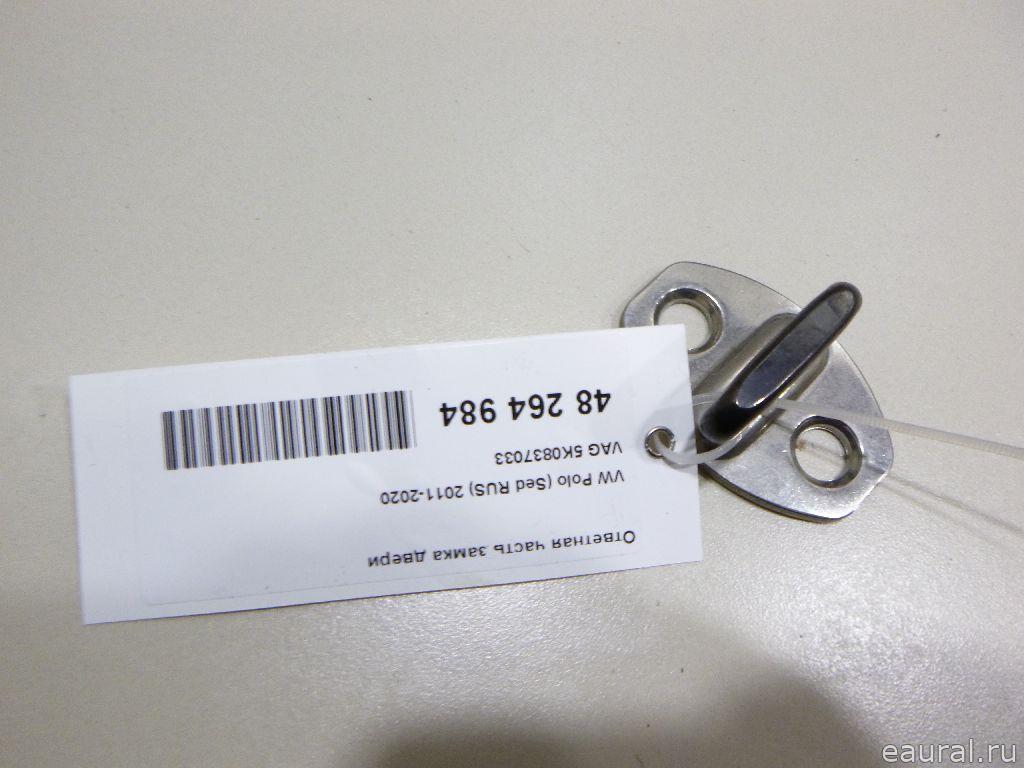 Ответная часть замка двери
VW Polo (Sed RUS) 2011-2020
VAG 5K0837033
48 264 984
eaural.ru